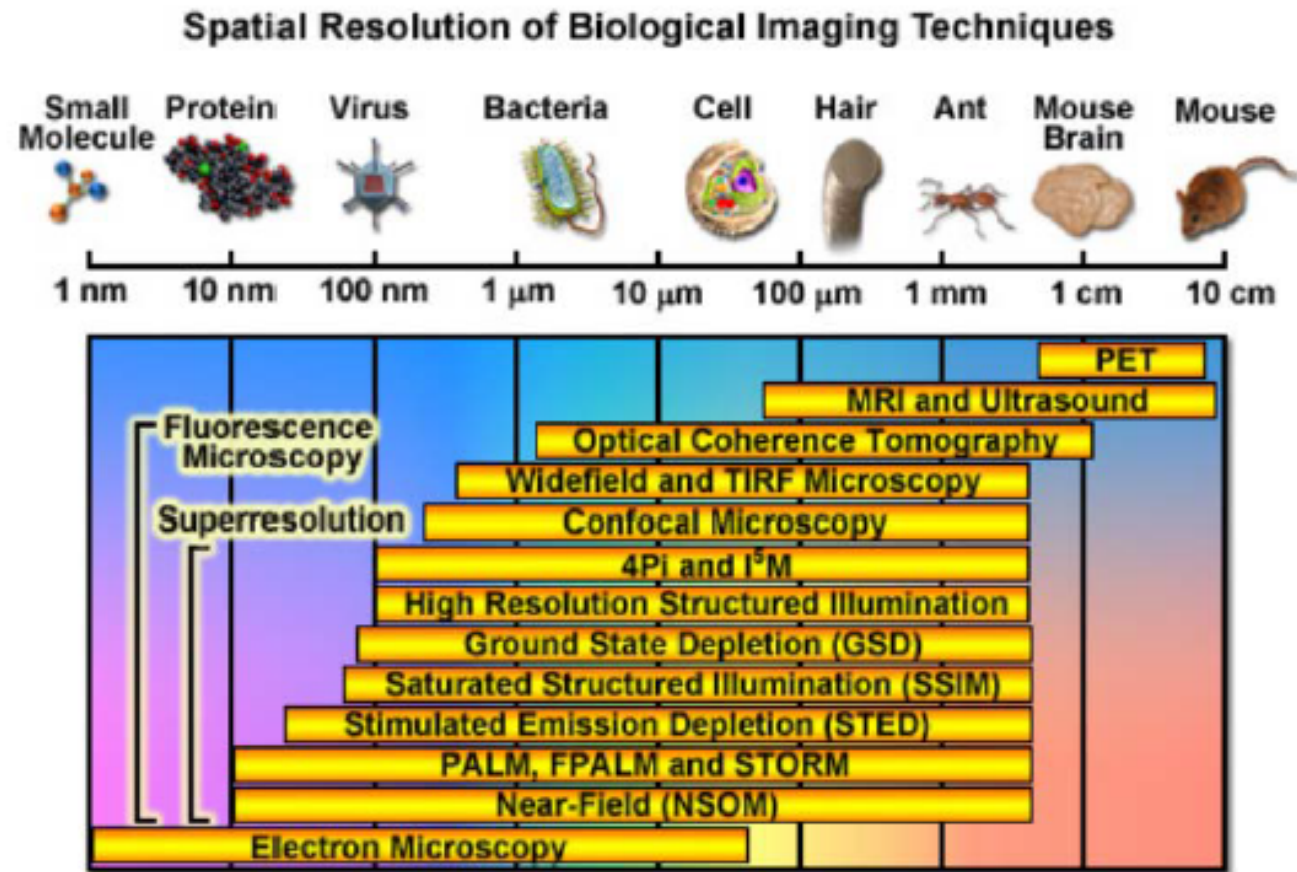 Spatial Resolution of Biological Imaging Techniques
Small Molecule
Protein
Virus
Bacteria
Cell
Hair
Ant
Mouse Brain
Mouse
1 nm 10 nm 100 nm 1 μm 10 μm 100 μm 1 mm 1 cm 10 cm
PET
MRI and Ultrasound
Fluorescence
Microscopy
Optical Coherence Tomography
Widefield and TIRF Microscopy
Superresolution
Confocal Microscopy
4Pi and I⁵M
High Resolution Structured Illumination
Ground State Depletion (GSD)
Saturated Structured Illumination (SSIM)
Stimulated Emission Depletion (STED)
PALM, FPALM and STORM
Near-Field (NSOM)
Electron Microscopy